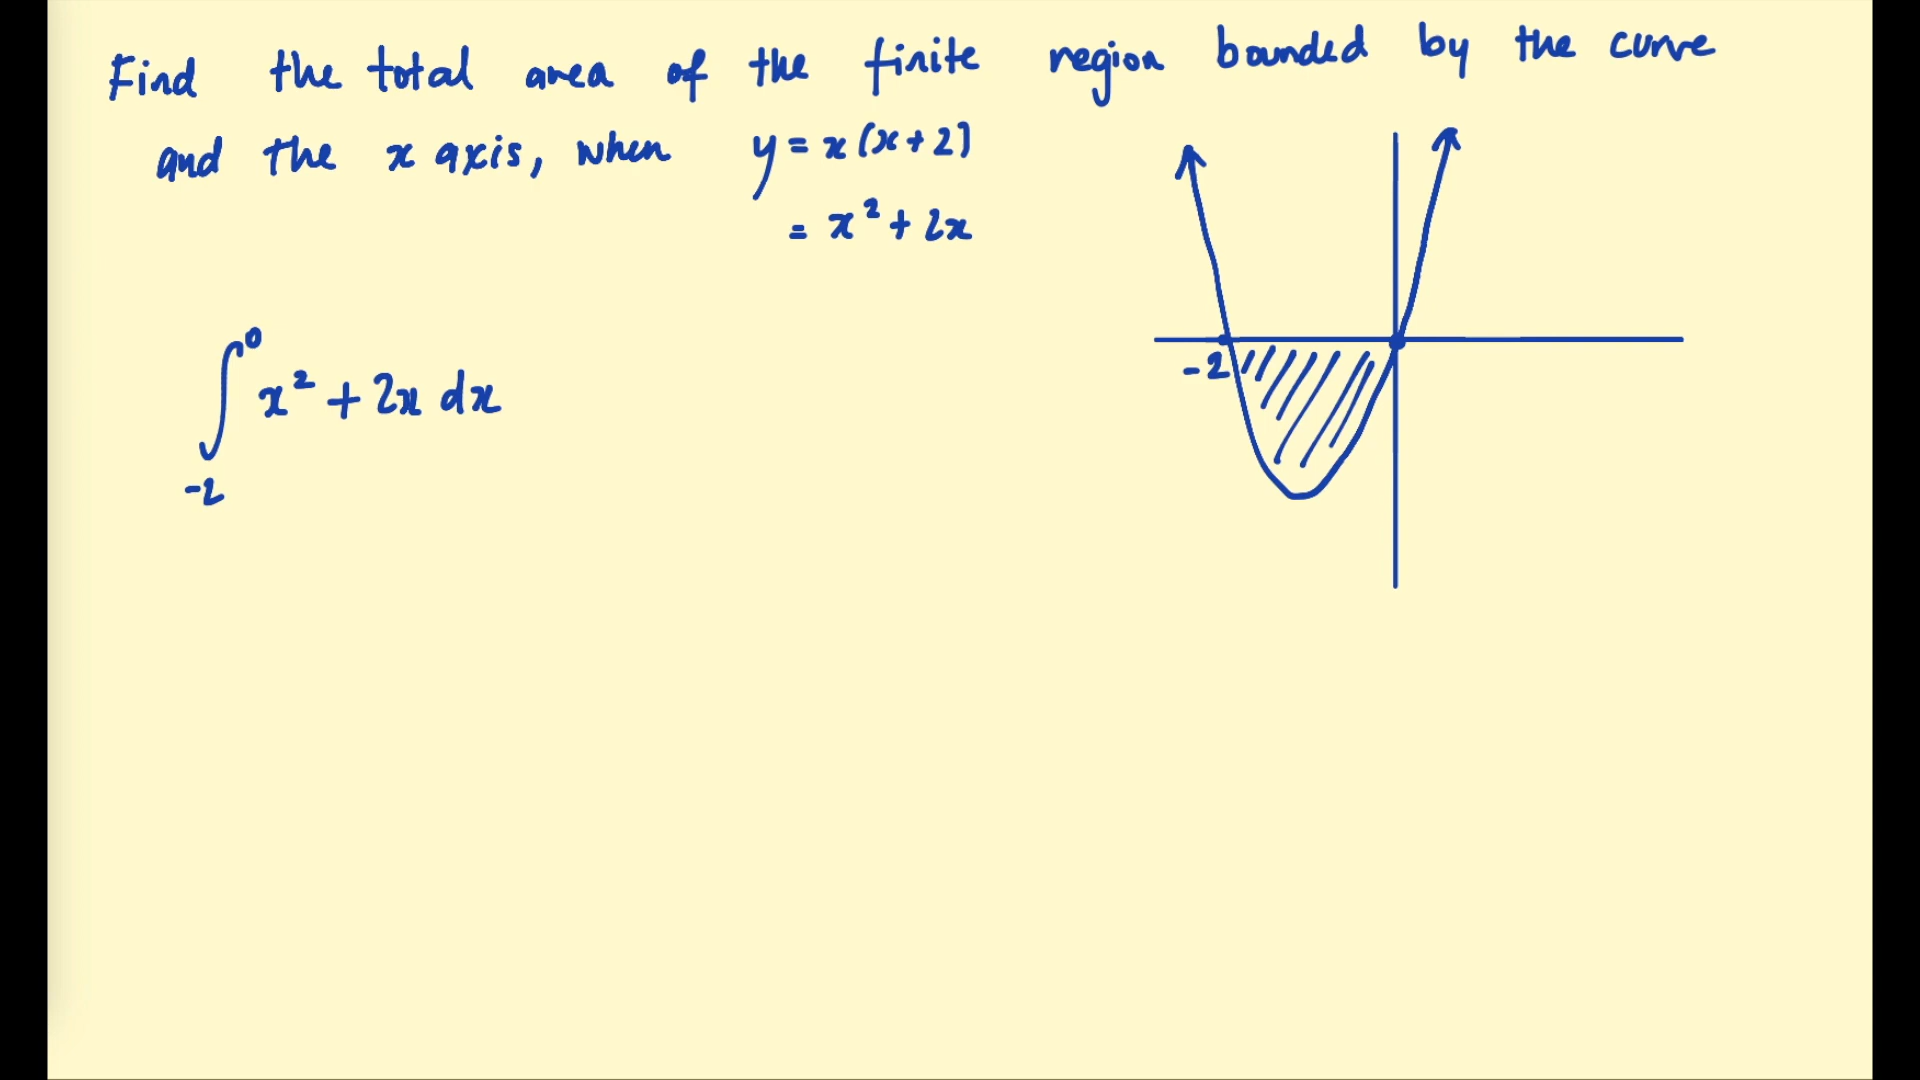 Find the total area of the finite region bounded by the curve
and the x axis, when y = x(x+2)
= x² + 2x
∫₋₂⁰ x² + 2x dx
-2